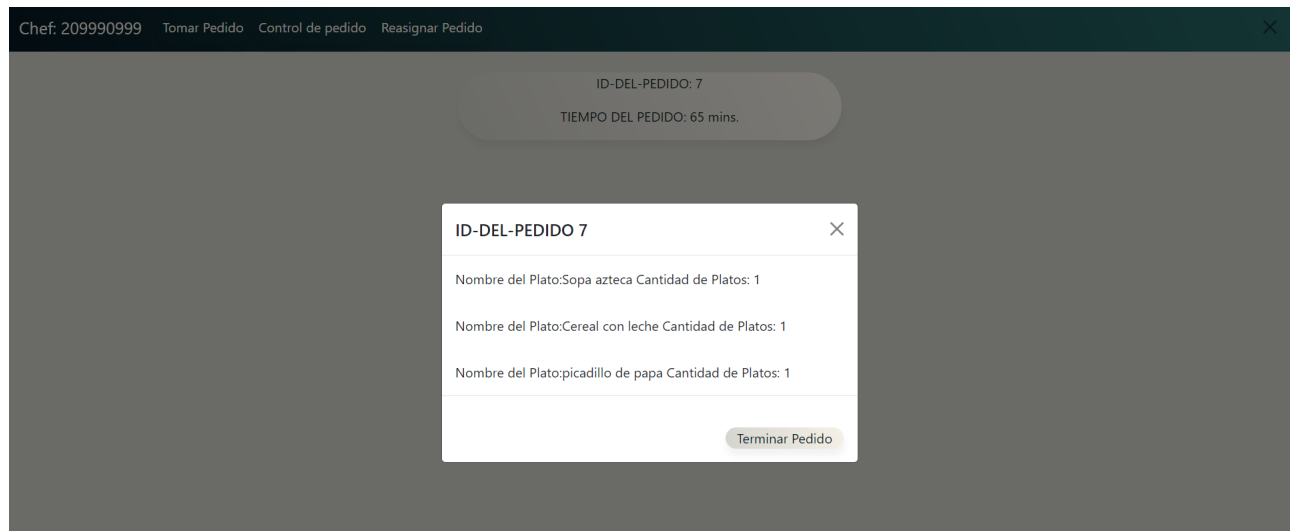 Chef: 209990999 Tomar Pedido Control de pedido Reasignar Pedido
ID-DEL-PEDIDO: 7
TIEMPO DEL PEDIDO: 65 mins.
ID-DEL-PEDIDO 7
Nombre del Plato:Sopa azteca Cantidad de Platos: 1
Nombre del Plato:Cereal con leche Cantidad de Platos: 1
Nombre del Plato:picadillo de papa Cantidad de Platos: 1
Terminar Pedido